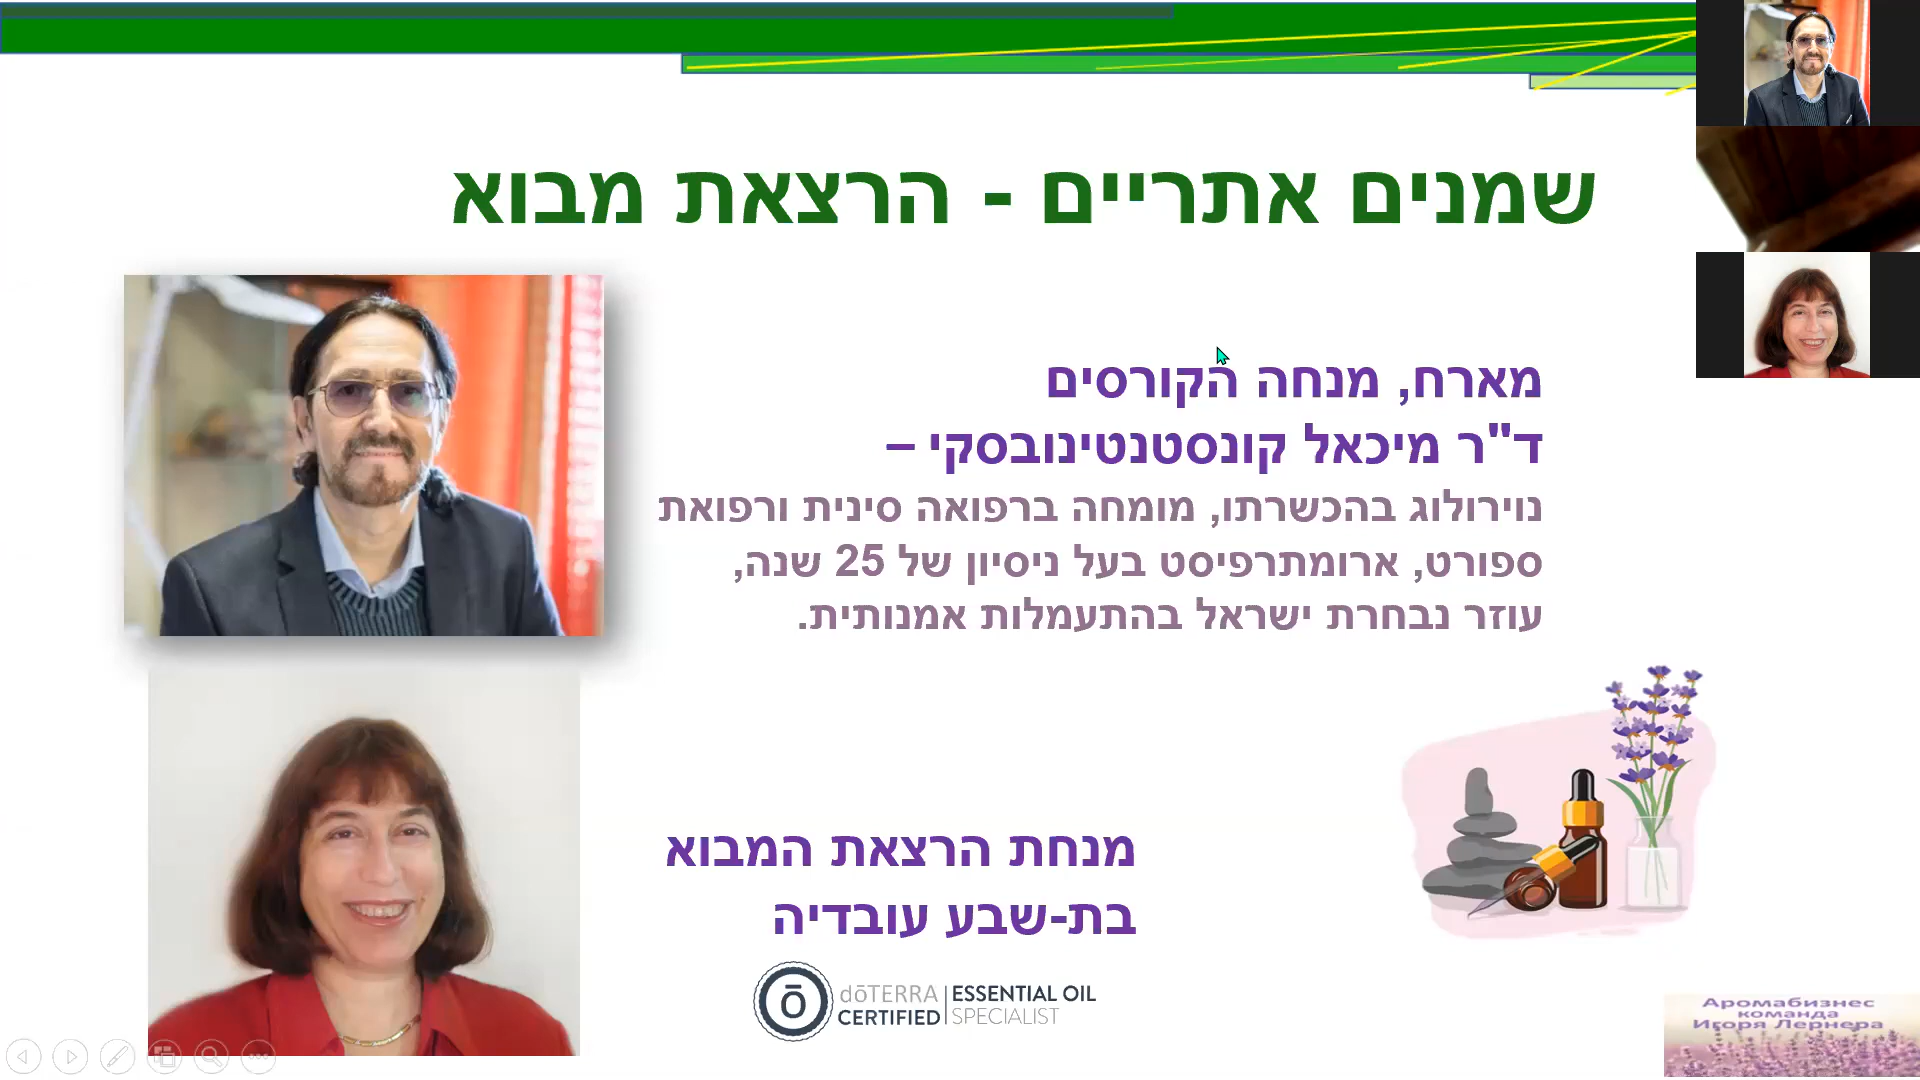 שמנים אתריים - הרצאת מבוא
מארח, מנחה הקורסים
ד"ר מיכאל קונסטנטינובסקי –
נוירולוג בהכשרתו, מומחה ברפואה סינית ורפואת
ספורט, ארומתרפיסט בעל ניסיון של 25 שנה,
עוזר נבחרת ישראל בהתעמלות אמנותית.
מנחת הרצאת המבוא
בת-שבע עובדיה
ō
dōTERRA
CERTIFIED
ESSENTIAL OIL
SPECIALIST
Аромабизнес
команда
Игоря Лернера